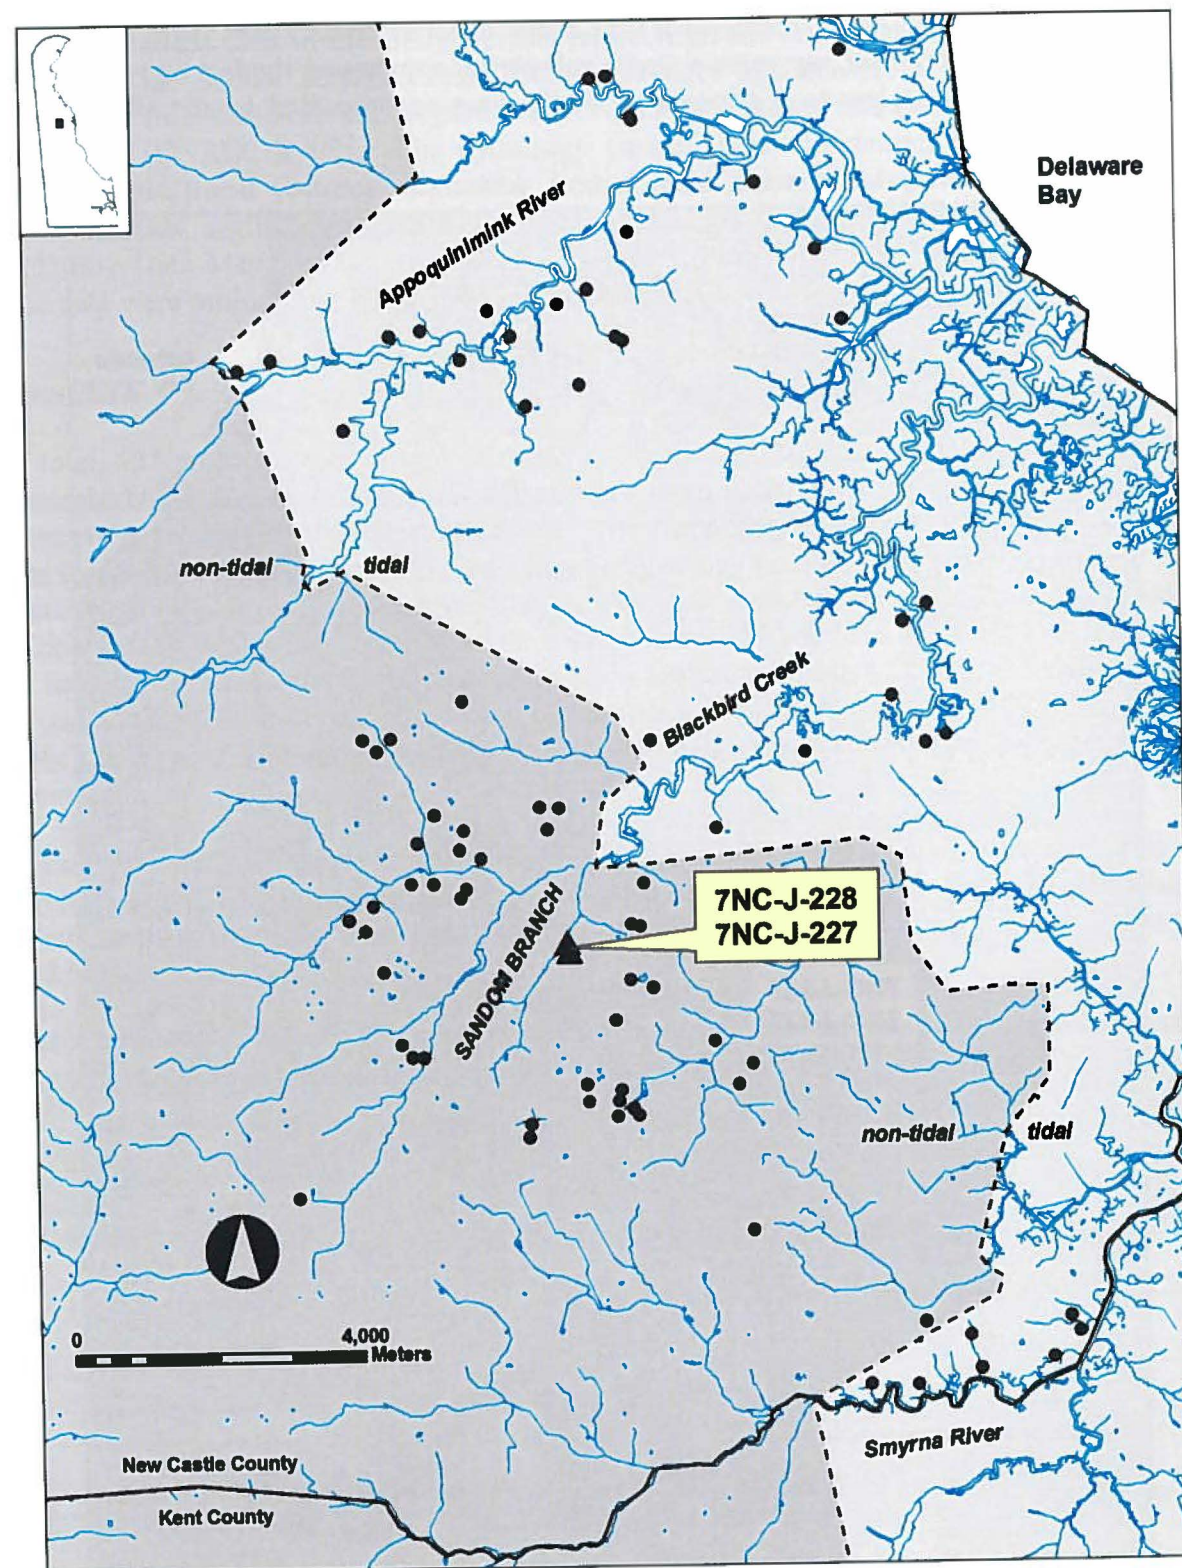 Delaware
Bay
Appoquinimink River
non-tidal
tidal
Blackbird Creek
7NC-J-228
7NC-J-227
SANDOM BRANCH
non-tidal
tidal
0
4,000
Meters
Smyrna River
New Castle County
Kent County